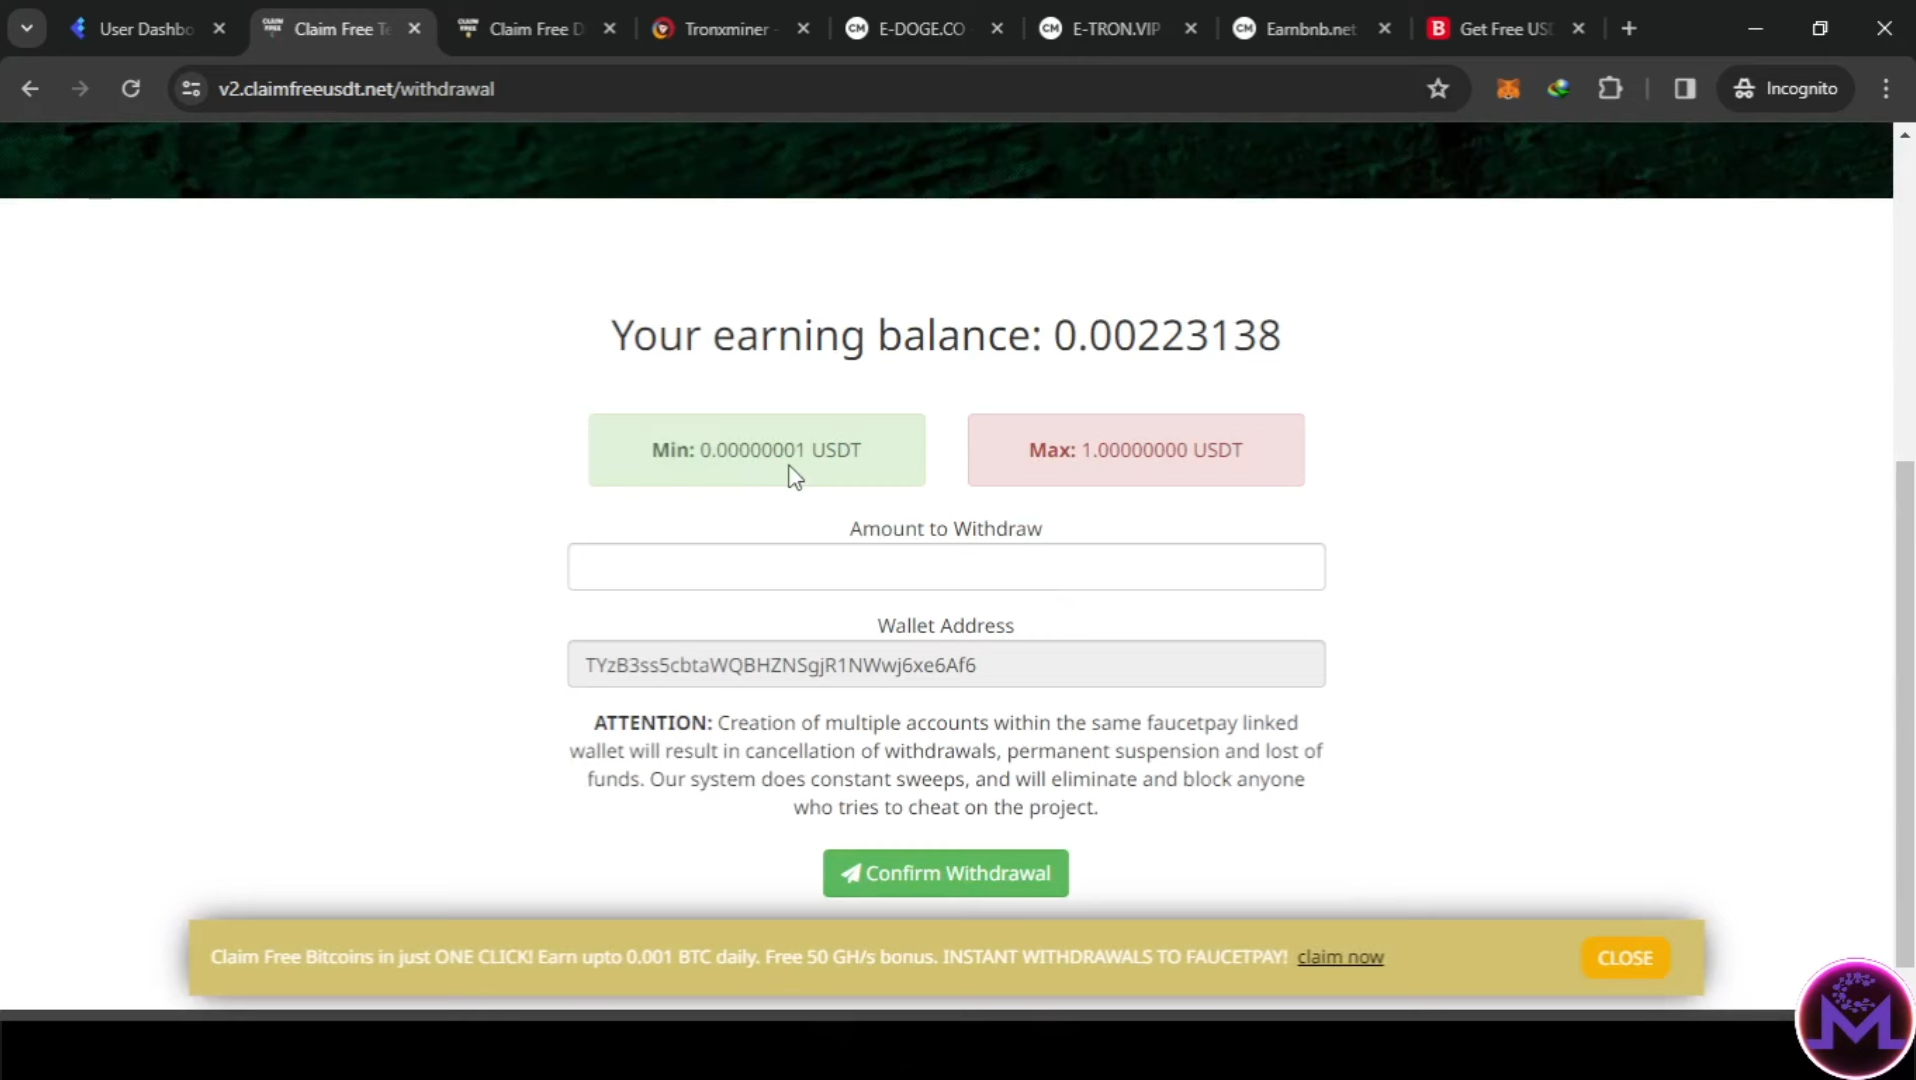 User Dashbo
Claim Free Te
Claim Free D
Tronxminer -
E-DOGE.CO
E-TRON.VIP
Earnbnb.net
Get Free USD
v2.claimfreeusdt.net/withdrawal
Incognito
Your earning balance: 0.00223138
Min: 0.00000001 USDT
Max: 1.00000000 USDT
Amount to Withdraw
Wallet Address
TYzB3ss5cbtaWQBHZNSgjR1NWwj6xe6Af6
ATTENTION: Creation of multiple accounts within the same faucetpay linked
wallet will result in cancellation of withdrawals, permanent suspension and lost of
funds. Our system does constant sweeps, and will eliminate and block anyone
who tries to cheat on the project.
Confirm Withdrawal
Claim Free Bitcoins in just ONE CLICK! Earn upto 0.001 BTC daily. Free 50 GH/s bonus. INSTANT WITHDRAWALS TO FAUCETPAY! claim now
CLOSE